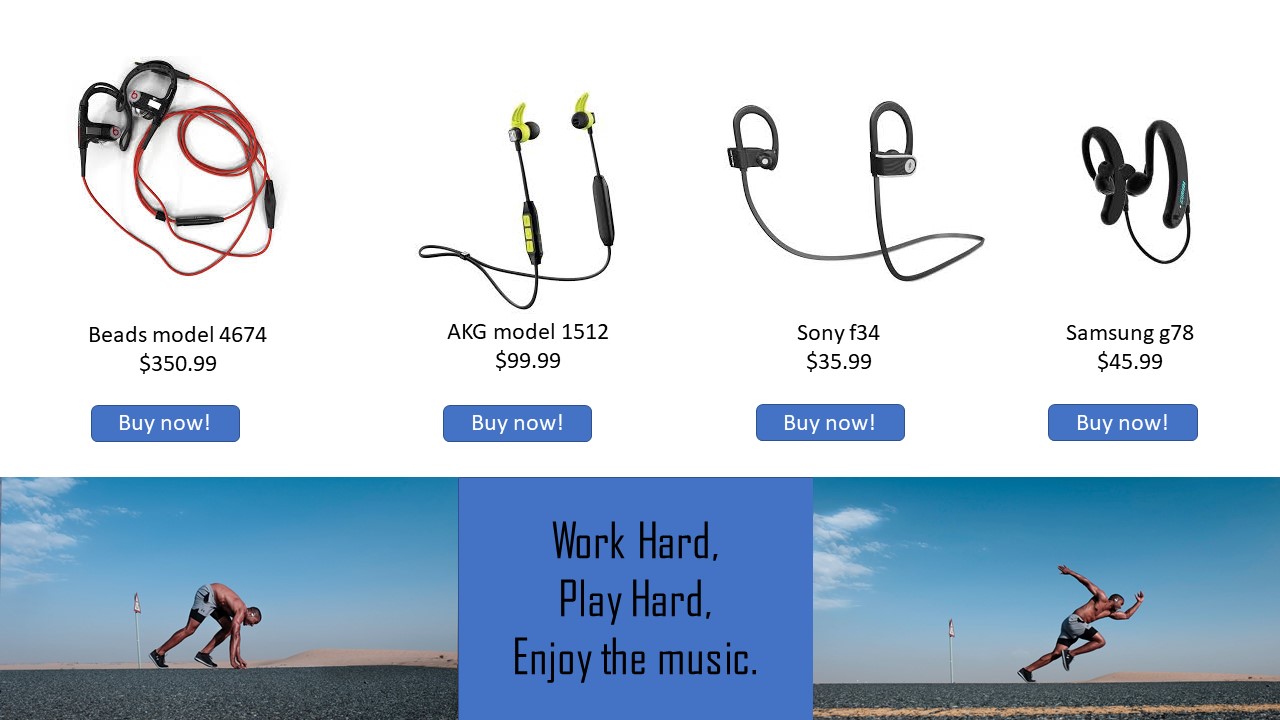 Beads model 4674
$350.99
Buy now!
AKG model 1512
$99.99
Buy now!
Sony f34
$35.99
Buy now!
Samsung g78
$45.99
Buy now!
Work Hard,
Play Hard,
Enjoy the music.